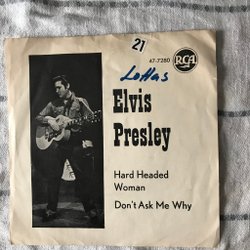 21
47-7280
RCA
Lottas
Elvis
Presley
Hard Headed
Woman
Don't Ask Me Why